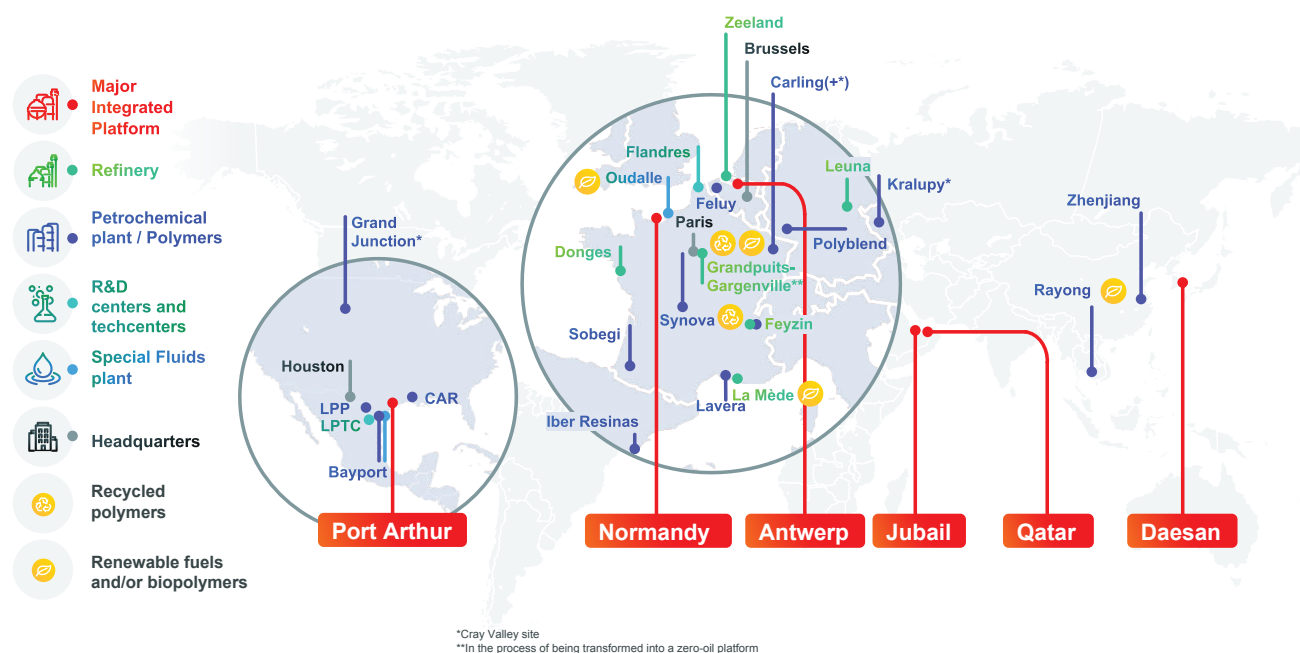 Major
Integrated
Platform
Refinery
Petrochemical
plant / Polymers
R&D
centers and
techcenters
Special Fluids
plant
Headquarters
Recycled
polymers
Renewable fuels
and/or biopolymers
Grand
Junction*
Houston
LPP
LPTC
CAR
Bayport
Port Arthur
Zeeland
Brussels
Carling(+*)
Flandres
Oudalle
Feluy
Leuna
Kralupy*
Paris
Polyblend
Donges
Grandpuits-
Gargenville**
Synova
Feyzin
Sobegi
La Mède
Lavera
Iber Resinas
Normandy
Antwerp
Zhenjiang
Rayong
Jubail
Qatar
Daesan
*Cray Valley site
**In the process of being transformed into a zero-oil platform